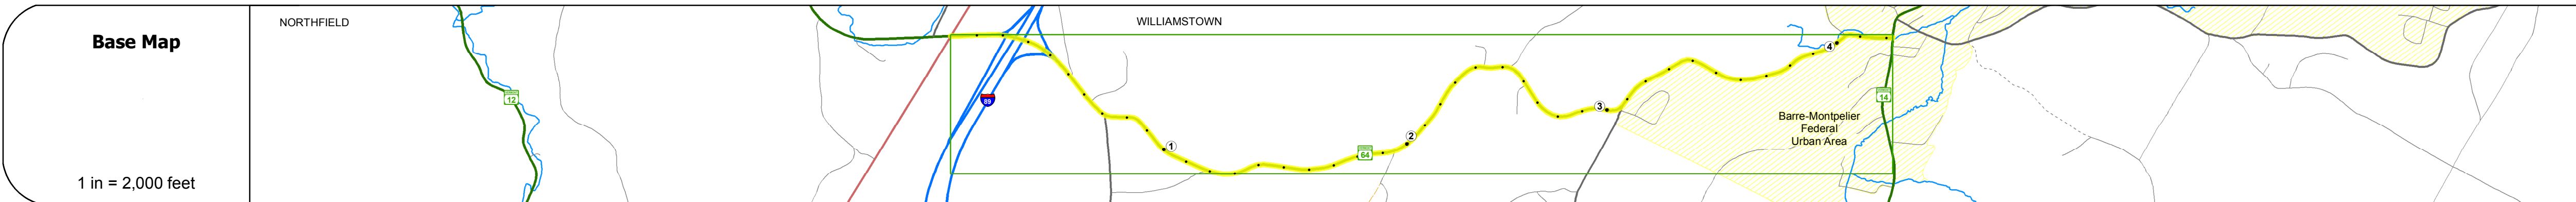 Base Map
1 in = 2,000 feet
NORTHFIELD
WILLIAMSTOWN
12
89
1
64
2
3
4
14
Barre-Montpelier
Federal
Urban Area